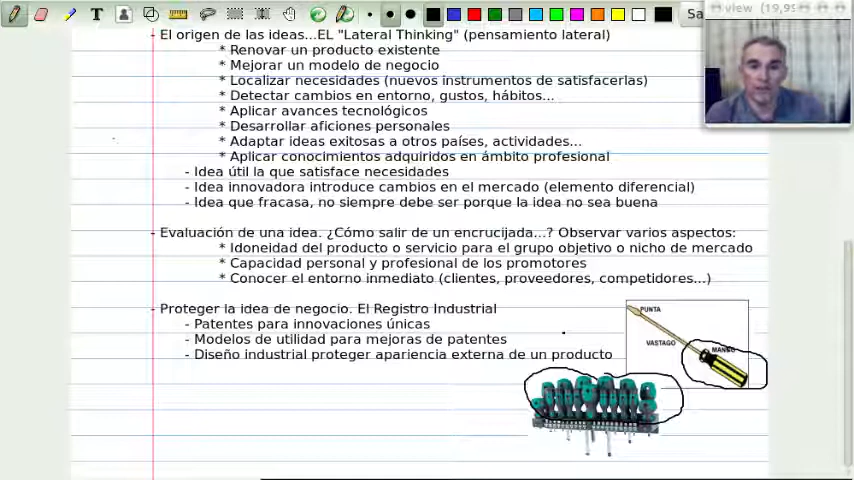 T
Sa
view (19,95
- El origen de las ideas...EL "Lateral Thinking" (pensamiento lateral)
* Renovar un producto existente
* Mejorar un modelo de negocio
* Localizar necesidades (nuevos instrumentos de satisfacerlas)
* Detectar cambios en entorno, gustos, hábitos...
* Aplicar avances tecnológicos
* Desarrollar aficiones personales
* Adaptar ideas exitosas a otros países, actividades...
* Aplicar conocimientos adquiridos en ámbito profesional
- Idea útil la que satisface necesidades
- Idea innovadora introduce cambios en el mercado (elemento diferencial)
- Idea que fracasa, no siempre debe ser porque la idea no sea buena
- Evaluación de una idea. ¿Cómo salir de un encrucijada...? Observar varios aspectos:
* Idoneidad del producto o servicio para el grupo objetivo o nicho de mercado
* Capacidad personal y profesional de los promotores
* Conocer el entorno inmediato (clientes, proveedores, competidores...)
- Proteger la idea de negocio. El Registro Industrial
- Patentes para innovaciones únicas
- Modelos de utilidad para mejoras de patentes
- Diseño industrial proteger apariencia externa de un producto
PUNTA
VASTAGO
MANGO